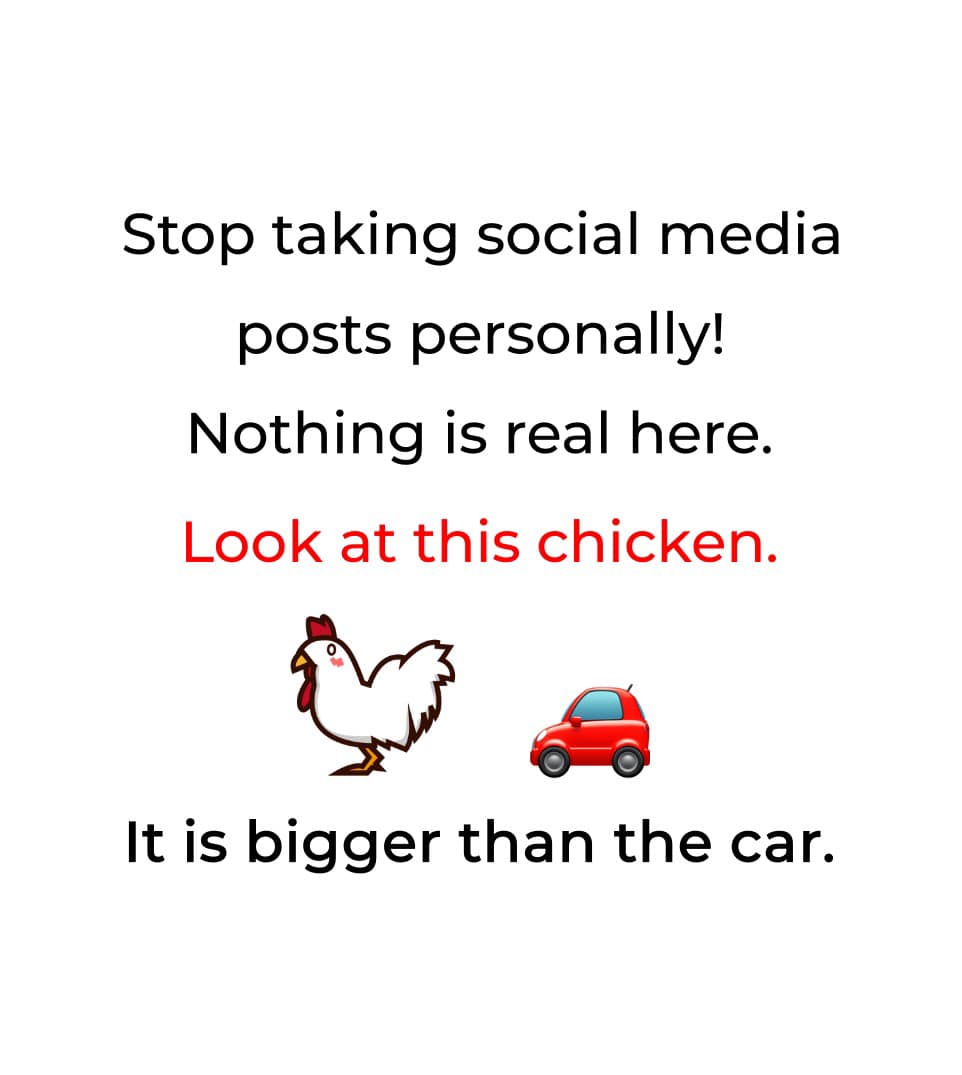 Stop taking social media
posts personally!
Nothing is real here.
Look at this chicken.
It is bigger than the car.